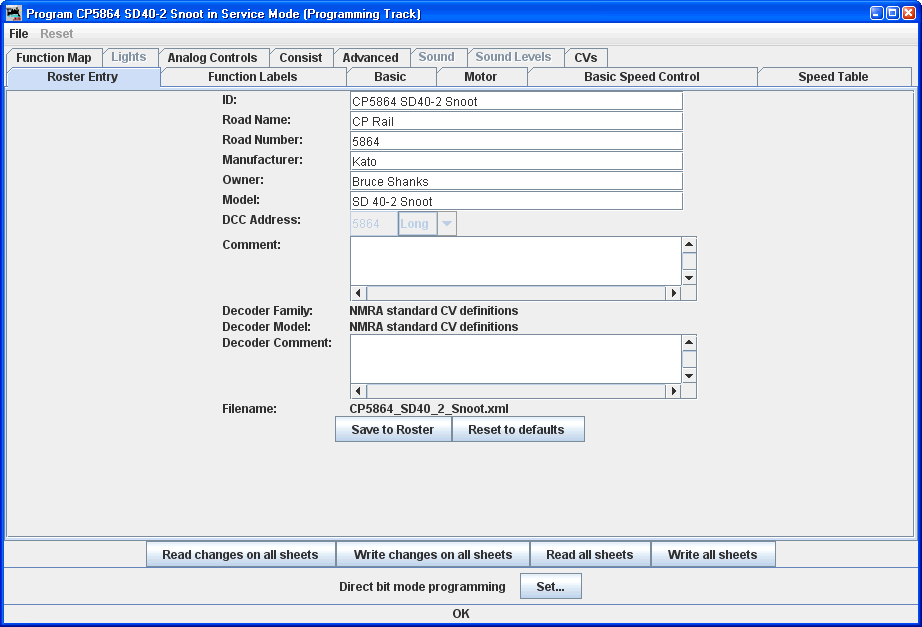 Program CP5864 SD40-2 Snoot in Service Mode (Programming Track)
File Reset
Function Map Lights Analog Controls Consist Advanced Sound Sound Levels CVs
Roster Entry Function Labels Basic Motor Basic Speed Control Speed Table
ID: CP5864 SD40-2 Snoot
Road Name: CP Rail
Road Number: 5864
Manufacturer: Kato
Owner: Bruce Shanks
Model: SD 40-2 Snoot
DCC Address: 5864 Long
Comment:
Decoder Family: NMRA standard CV definitions
Decoder Model: NMRA standard CV definitions
Decoder Comment:
Filename: CP5864_SD40_2_Snoot.xml
Save to Roster Reset to defaults
Read changes on all sheets Write changes on all sheets Read all sheets Write all sheets
Direct bit mode programming Set...
OK